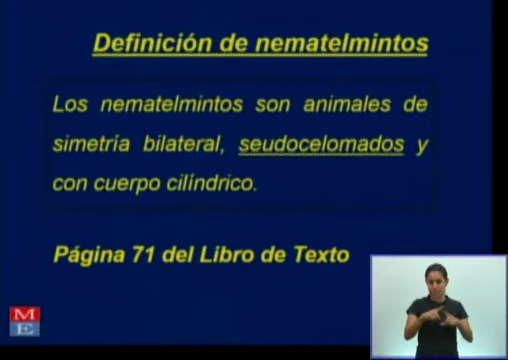 Definición de nematelmintos
Los nematelmintos son animales de
simetría bilateral, seudocelomados y
con cuerpo cilíndrico.
Página 71 del Libro de Texto
M
E